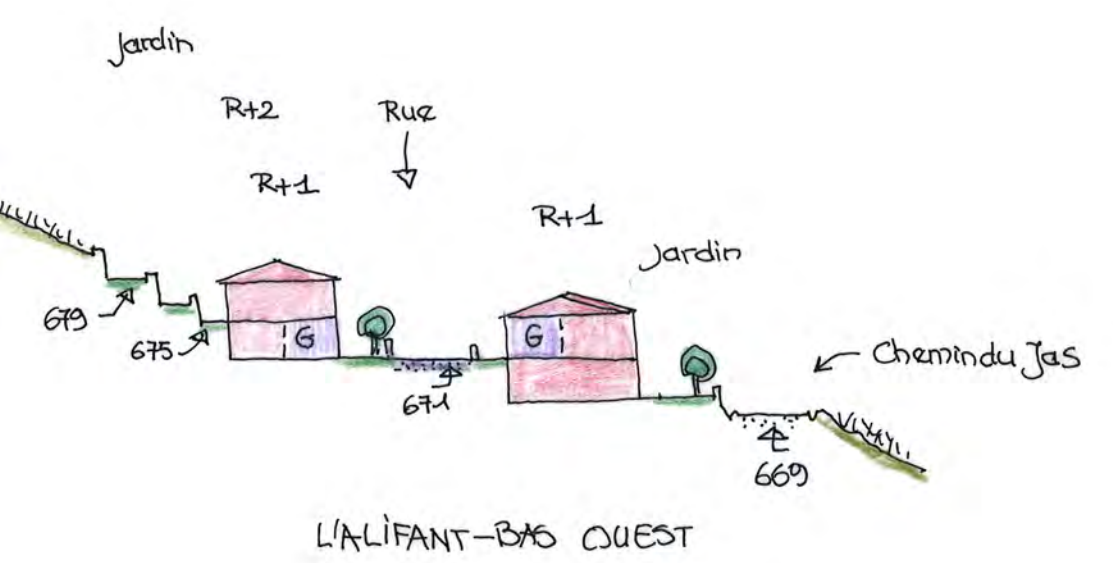 Jardin
R+2
Rue
R+1
R+1
Jardin
679
675
G
G
671
Chemin du Jas
669
L'ALIFANT-BAS OUEST